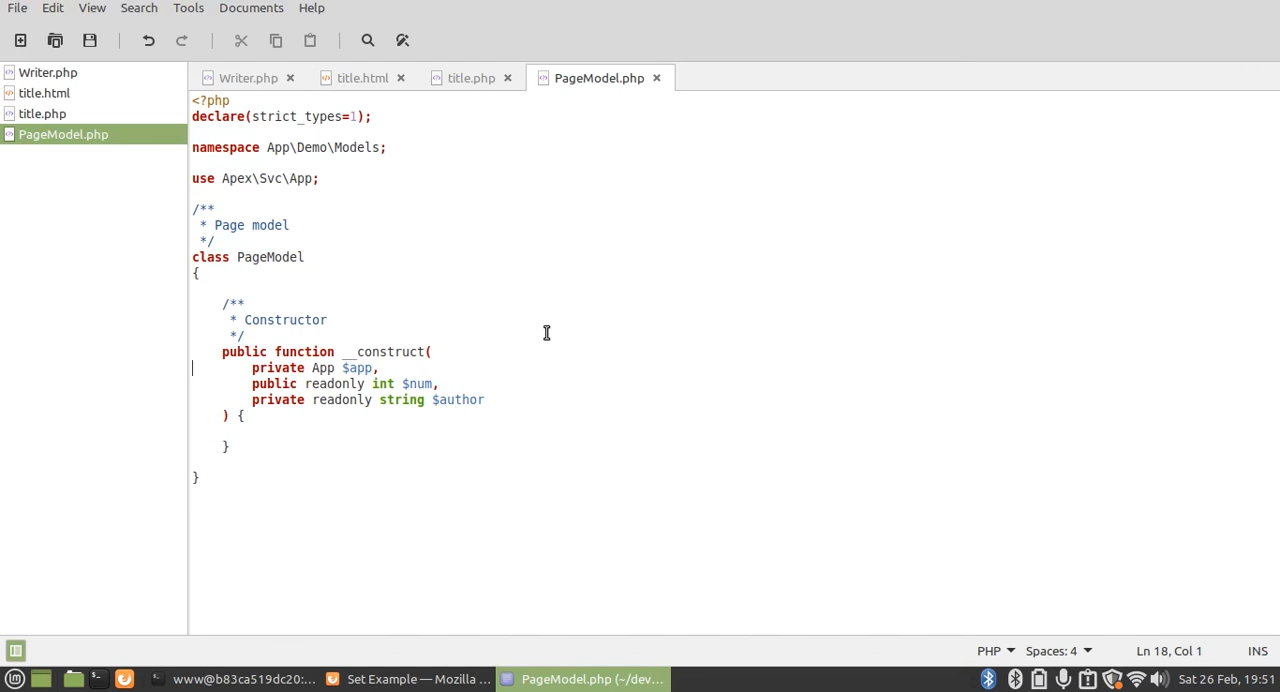 File Edit View Search Tools Documents Help
Writer.php
title.html
title.php
PageModel.php
Writer.php title.html title.php PageModel.php
<?php
declare(strict_types=1);
namespace App\Demo\Models;
use Apex\Svc\App;
/**
 * Page model
 */
class PageModel
{
    /**
     * Constructor
     */
    public function __construct(
        private App $app,
        public readonly int $num,
        private readonly string $author
    ) {
    }
}
PHP Spaces: 4 Ln 18, Col 1 INS
www@b83ca519dc20:... Set Example — Mozilla ... PageModel.php (~/dev... Sat 26 Feb, 19:51